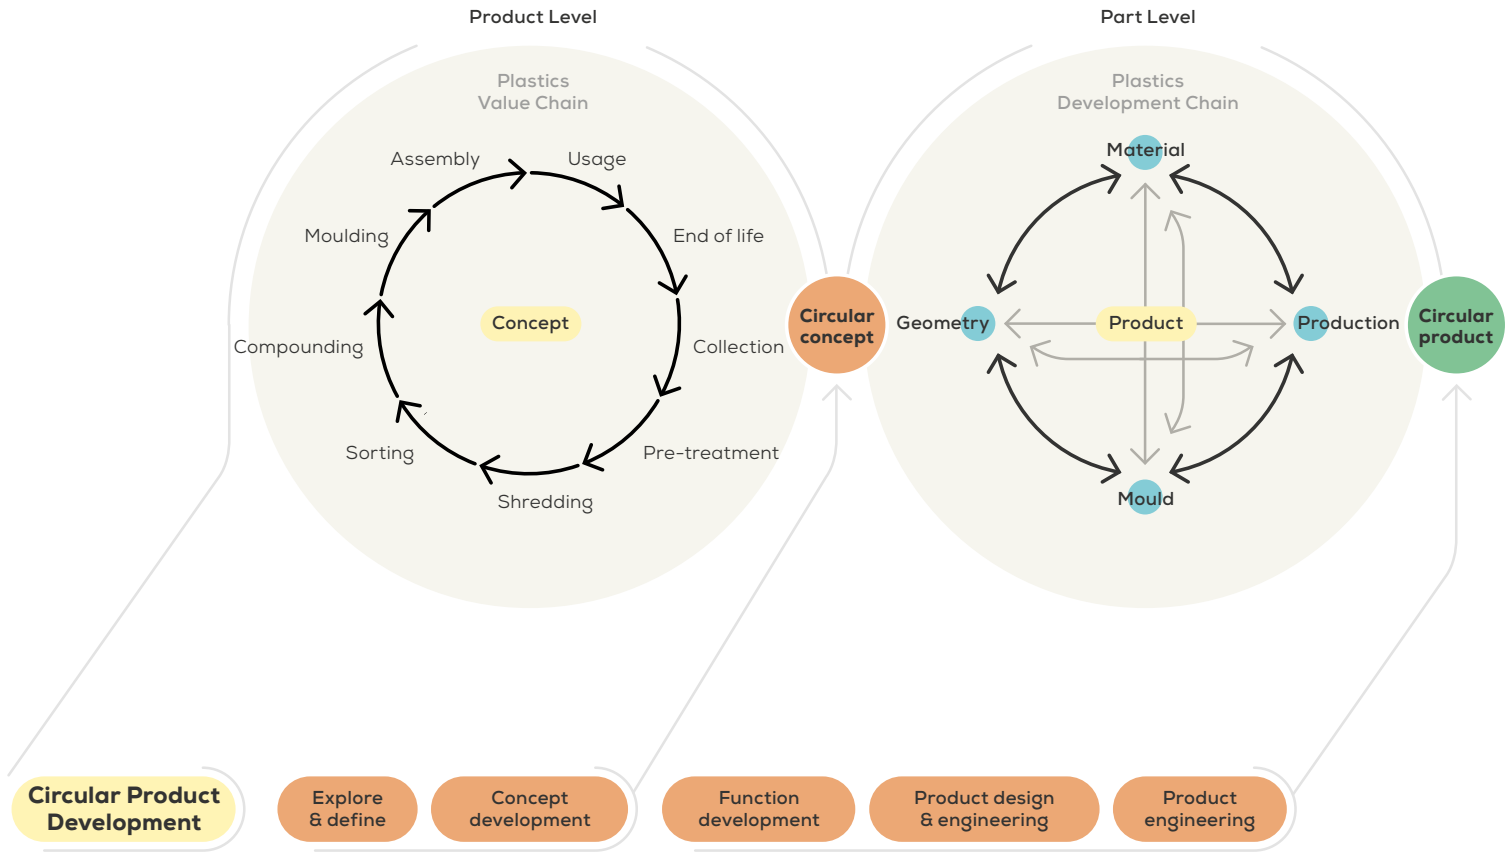 Product Level
Plastics
Value Chain
Assembly
Usage
Moulding
End of life
Concept
Compounding
Collection
Sorting
Pre-treatment
Shredding
Circular
concept
Part Level
Plastics
Development Chain
Material
Geometry
Product
Production
Mould
Circular
product
Circular Product
Development
Explore
& define
Concept
development
Function
development
Product design
& engineering
Product
engineering